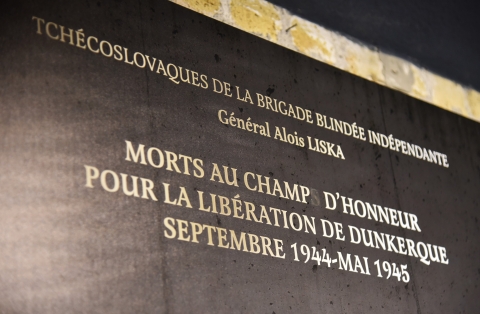 TCHÉCOSLOVAQUES DE LA BRIGADE BLINDÉE INDÉPENDANTE
Général Alois LISKA
MORTS AU CHAMPS D'HONNEUR
POUR LA LIBÉRATION DE DUNKERQUE
SEPTEMBRE 1944-MAI 1945